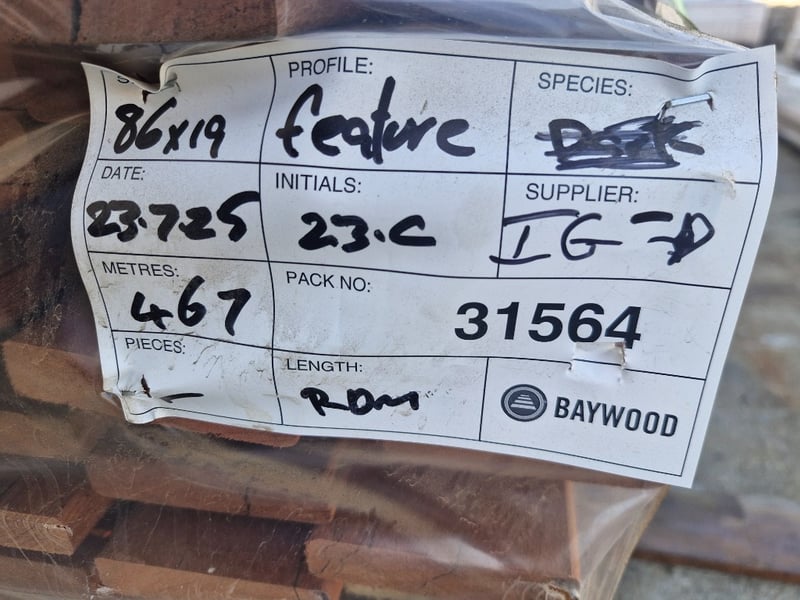 PROFILE:
SPECIES:
86x19
feature
DATE:
INITIALS:
SUPPLIER:
23.7.25
23.C
IG-D
METRES:
PACK NO:
467
31564
PIECES:
LENGTH:
RDM
BAYWOOD